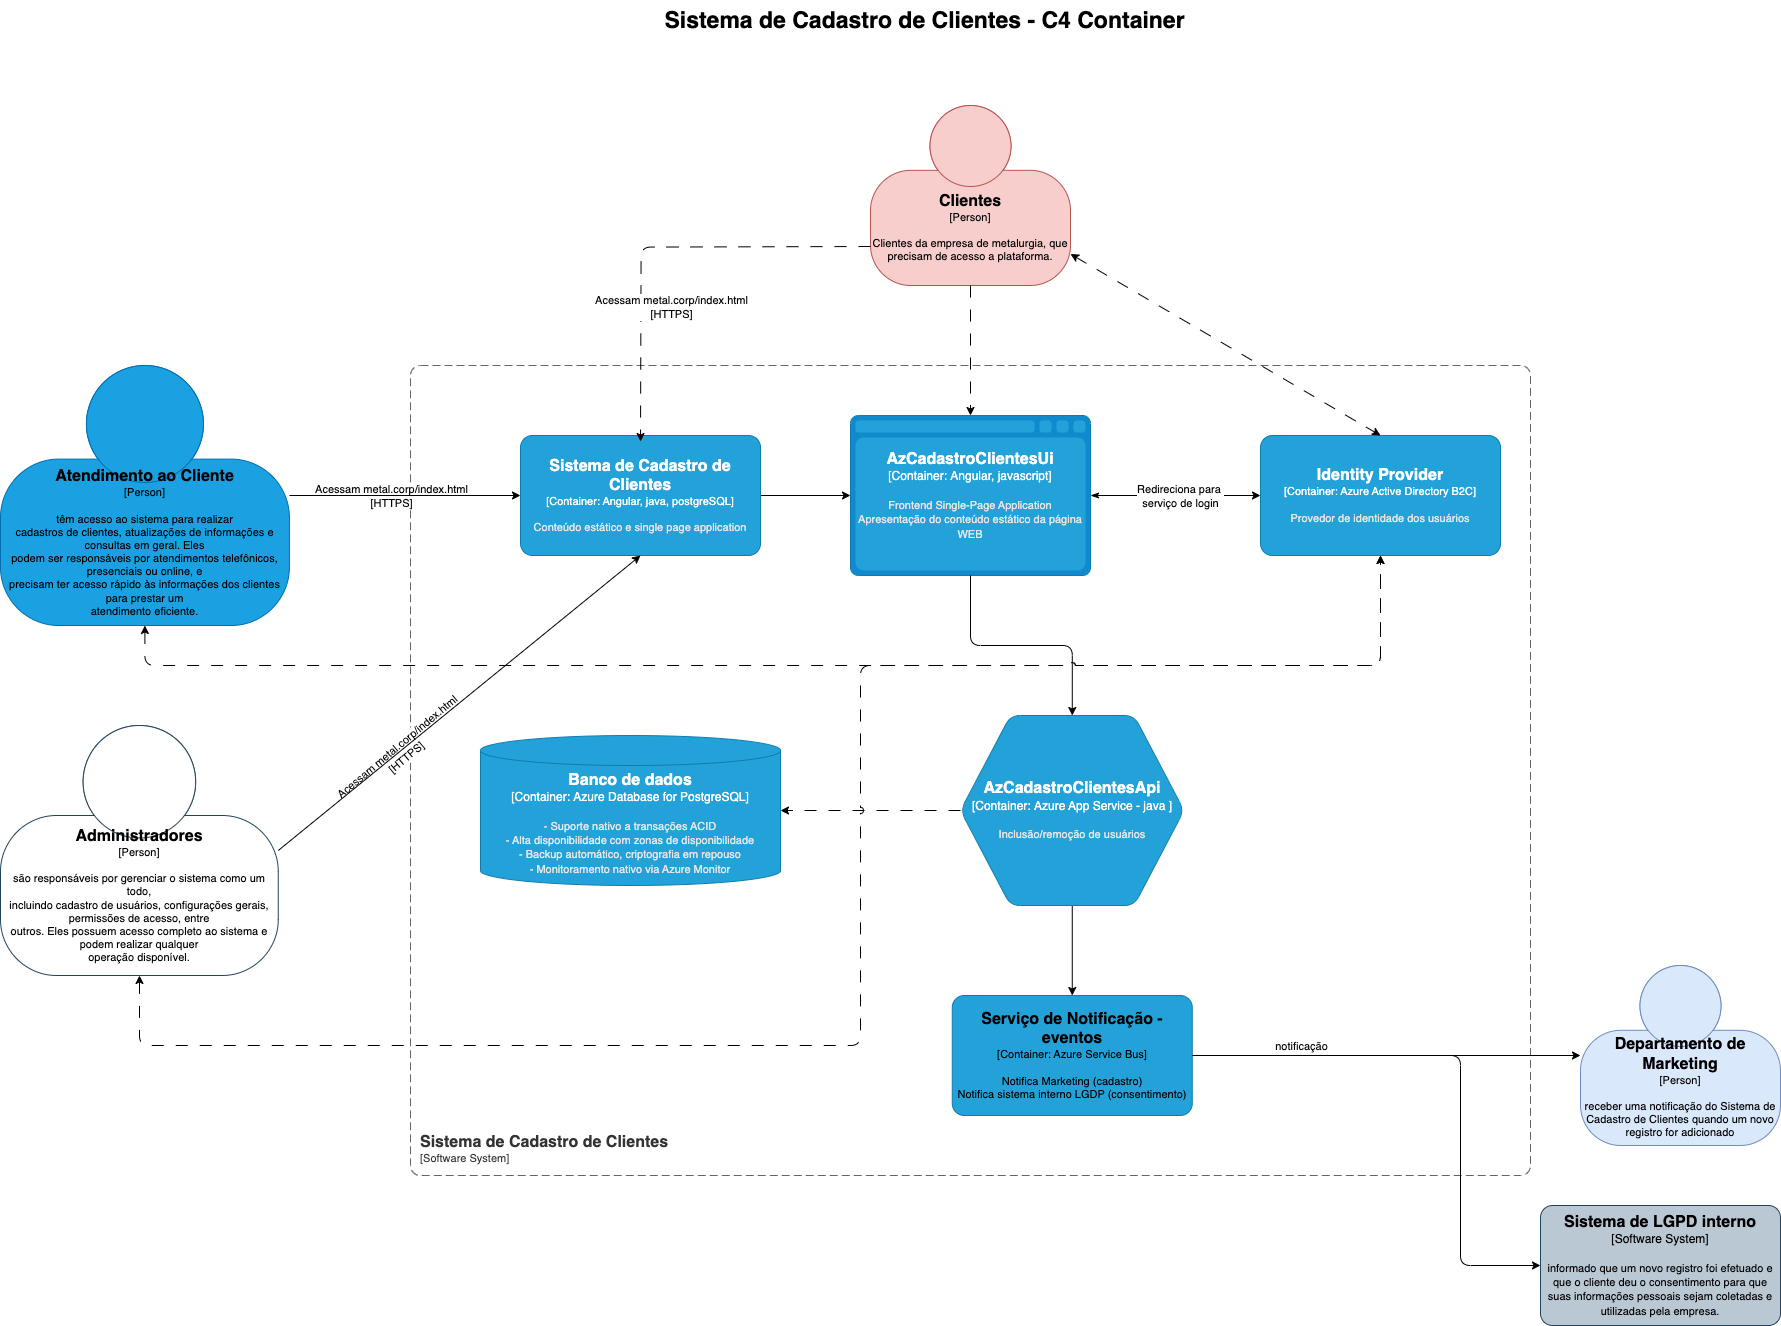 Sistema de Cadastro de Clientes - C4 Container
Clientes
[Person]
Clientes da empresa de metalurgia, que
precisam de acesso a plataforma.
Acessam metal.corp/index.html
[HTTPS]
Atendimento ao Cliente
[Person]
têm acesso ao sistema para realizar
cadastros de clientes, atualizações de informações e
consultas em geral. Eles
podem ser responsáveis por atendimentos telefônicos,
presenciais ou online, e
precisam ter acesso rápido às informações dos clientes
para prestar um
atendimento eficiente.
Acessam metal.corp/index.html
[HTTPS]
Sistema de Cadastro de
Clientes
[Container: Angular, java, postgreSQL]
Conteúdo estático e single page application
AzCadastroClientesUi
[Container: Angular, javascript]
Frontend Single-Page Application
Apresentação do conteúdo estático da página
WEB
Redireciona para
serviço de login
Identity Provider
[Container: Azure Active Directory B2C]
Provedor de identidade dos usuários
Acessam metal.corp/index.html
[HTTPS]
Administradores
[Person]
são responsáveis por gerenciar o sistema como um
todo,
incluindo cadastro de usuários, configurações gerais,
permissões de acesso, entre
outros. Eles possuem acesso completo ao sistema e
podem realizar qualquer
operação disponível.
Banco de dados
[Container: Azure Database for PostgreSQL]
- Suporte nativo a transações ACID
- Alta disponibilidade com zonas de disponibilidade
- Backup automático, criptografia em repouso
- Monitoramento nativo via Azure Monitor
AzCadastroClientesApi
[Container: Azure App Service - java ]
Inclusão/remoção de usuários
Serviço de Notificação -
eventos
[Container: Azure Service Bus]
Notifica Marketing (cadastro)
Notifica sistema interno LGDP (consentimento)
notificação
Departamento de
Marketing
[Person]
receber uma notificação do Sistema de
Cadastro de Clientes quando um novo
registro for adicionado
Sistema de Cadastro de Clientes
[Software System]
Sistema de LGPD interno
[Software System]
informado que um novo registro foi efetuado e
que o cliente deu o consentimento para que
suas informações pessoais sejam coletadas e
utilizadas pela empresa.